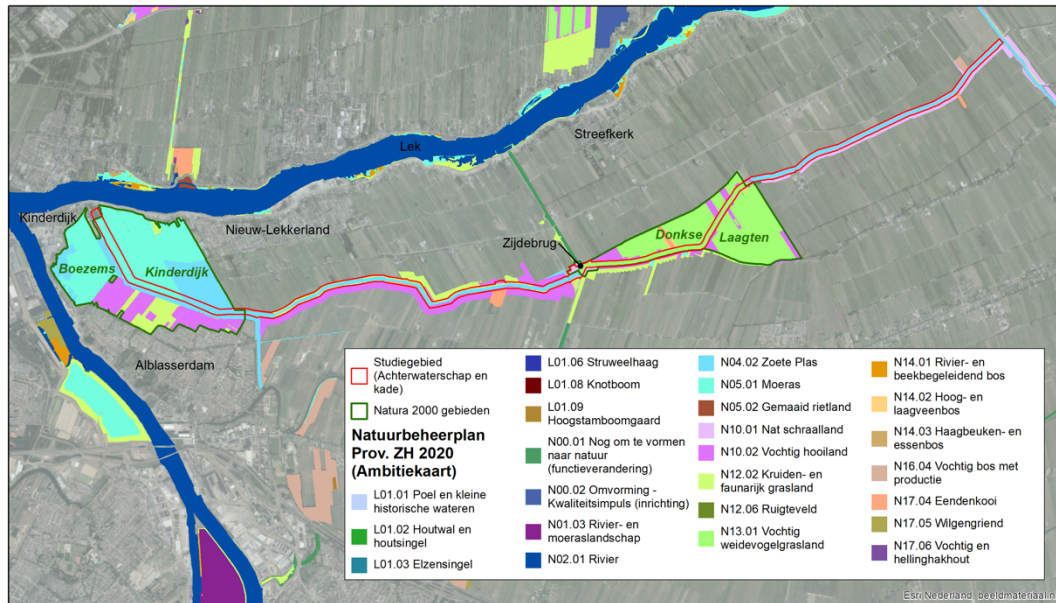 Streefkerk
Lek
Kinderdijk
Nieuw-Lekkerland
Zijdebrug
Donkse
Laagten
Boezems
Kinderdijk
Alblasserdam
Studiegebied
(Achterwaterschap en
kade)
Natura 2000 gebieden
Natuurbeheerplan
Prov. ZH 2020
(Ambitiekaart)
L01.01 Poel en kleine
historische wateren
L01.02 Houtwal en
houtsingel
L01.03 Elzensingel
L01.06 Struweelhaag
L01.08 Knotboom
L01.09
Hoogstamboomgaard
N00.01 Nog om te vormen
naar natuur
(functieverandering)
N00.02 Omvorming -
Kwaliteitsimpuls (inrichting)
N01.03 Rivier- en
moeraslandschap
N02.01 Rivier
N04.02 Zoete Plas
N05.01 Moeras
N05.02 Gemaaid rietland
N10.01 Nat schraalland
N10.02 Vochtig hooiland
N12.02 Kruiden- en
faunarijk grasland
N12.06 Ruigteveld
N13.01 Vochtig
weidevogelgrasland
N14.01 Rivier- en
beekbegeleidend bos
N14.02 Hoog- en
laagveenbos
N14.03 Haagbeuken- en
essenbos
N16.04 Vochtig bos met
productie
N17.04 Eendenkooi
N17.05 Wilgengriend
N17.06 Vochtig en
hellinghakhout
Esri Nederland, beeldmateriaal.n